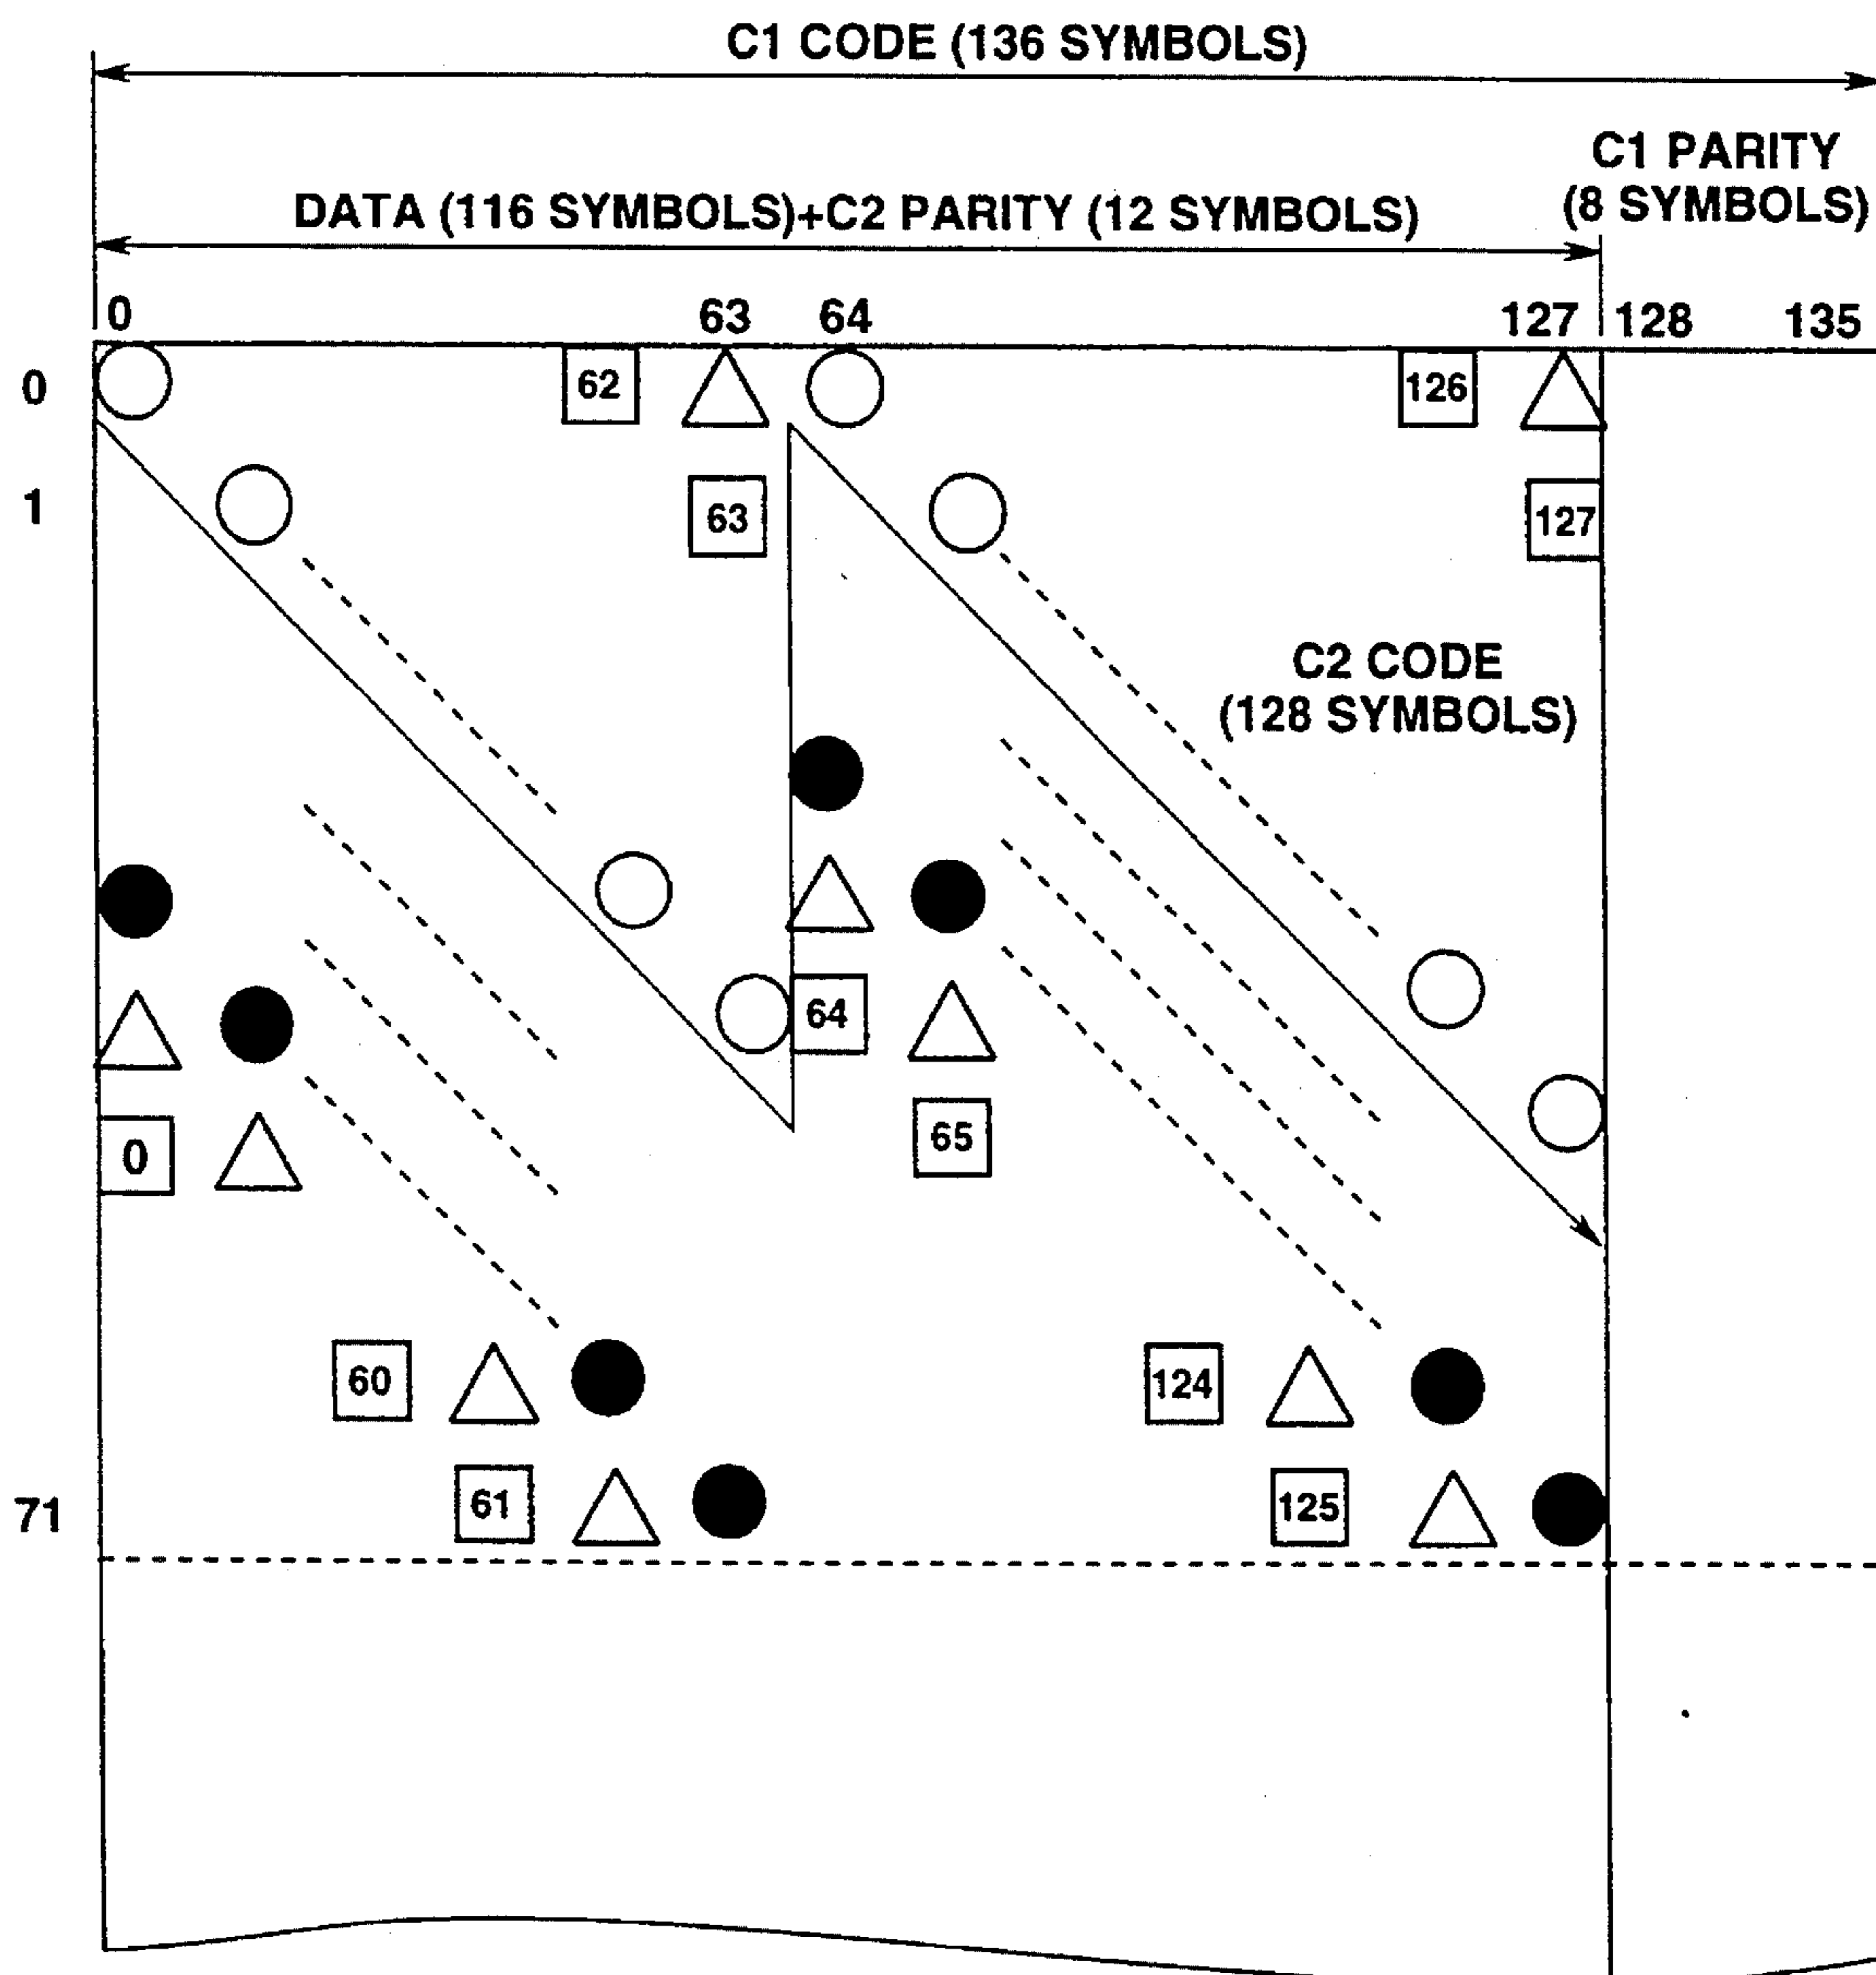 C1 CODE (136 SYMBOLS)
C1 PARITY
(8 SYMBOLS)
DATA (116 SYMBOLS)+C2 PARITY (12 SYMBOLS)
0 63 64 127 128 135
0 62 126
1 63 127
C2 CODE
(128 SYMBOLS)
64
0 65
60 124
71 61 125